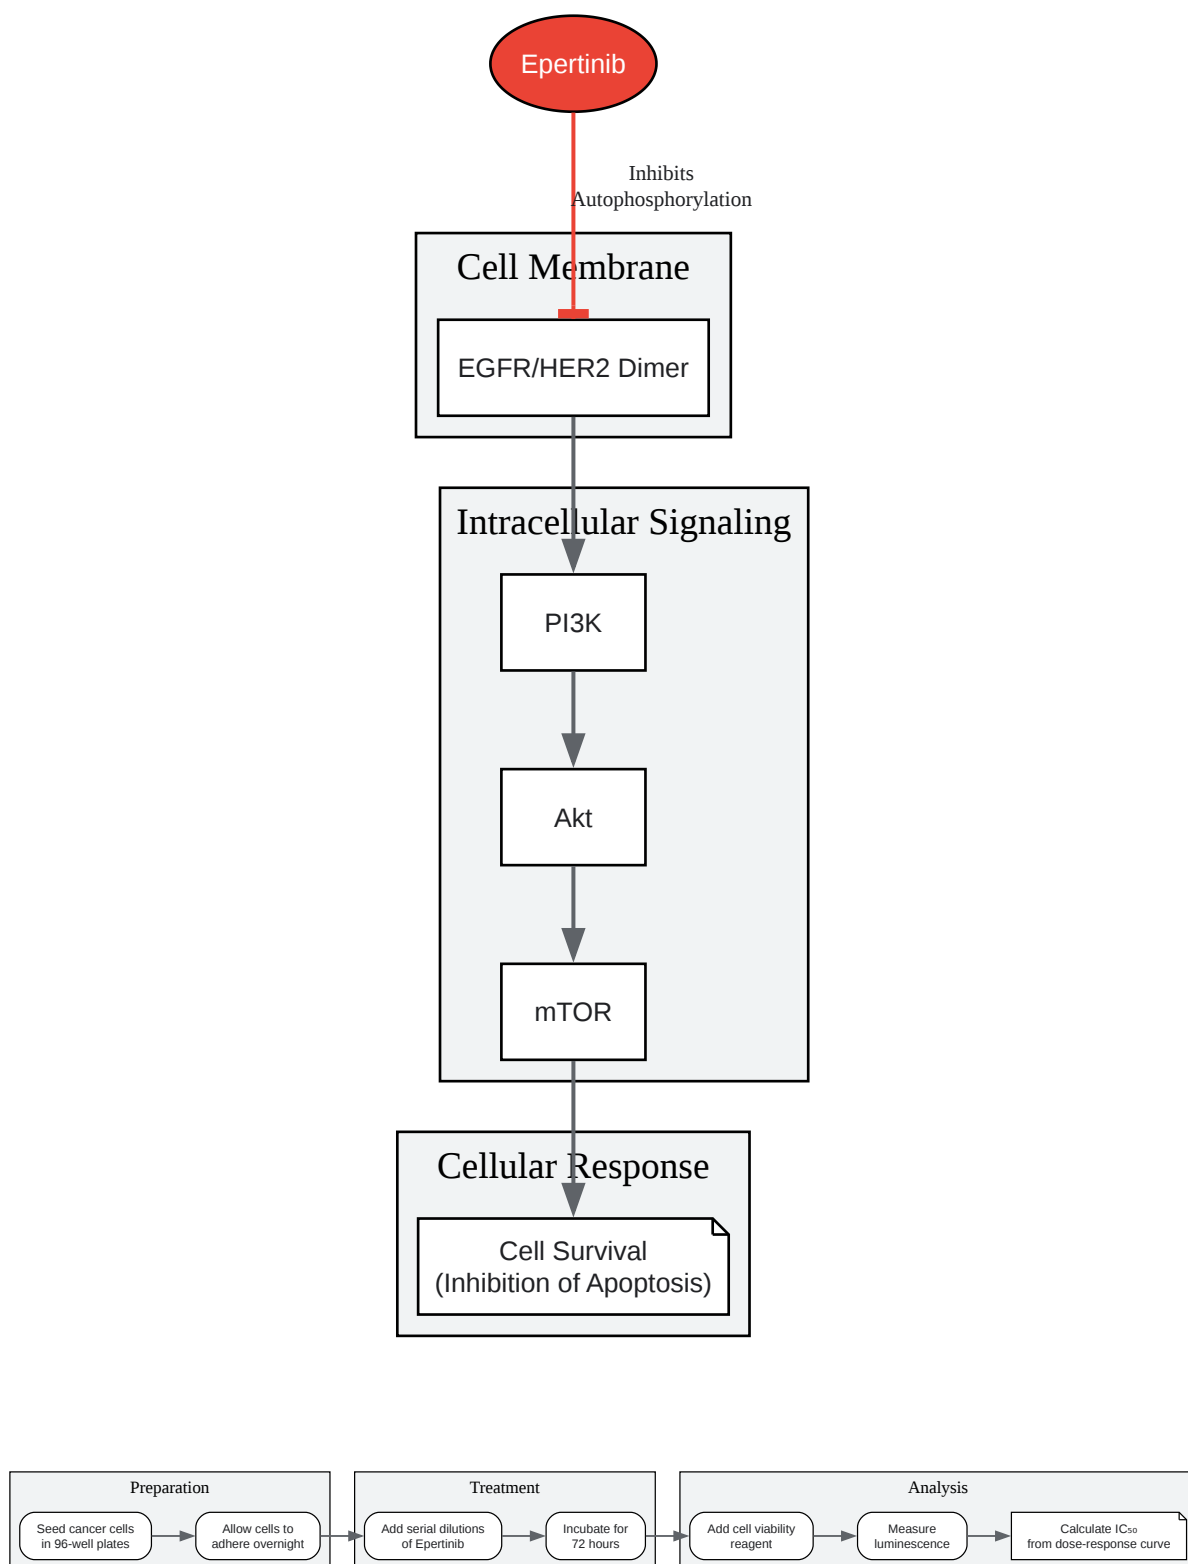 Epertinib
Inhibits
Autophosphorylation
Cell Membrane
EGFR/HER2 Dimer
Intracellular Signaling
PI3K
Akt
mTOR
Cellular Response
Cell Survival
(Inhibition of Apoptosis)
Preparation
Seed cancer cells
in 96-well plates
Allow cells to
adhere overnight
Treatment
Add serial dilutions
of Epertinib
Incubate for
72 hours
Analysis
Add cell viability
reagent
Measure
luminescence
Calculate IC₅₀
from dose-response curve